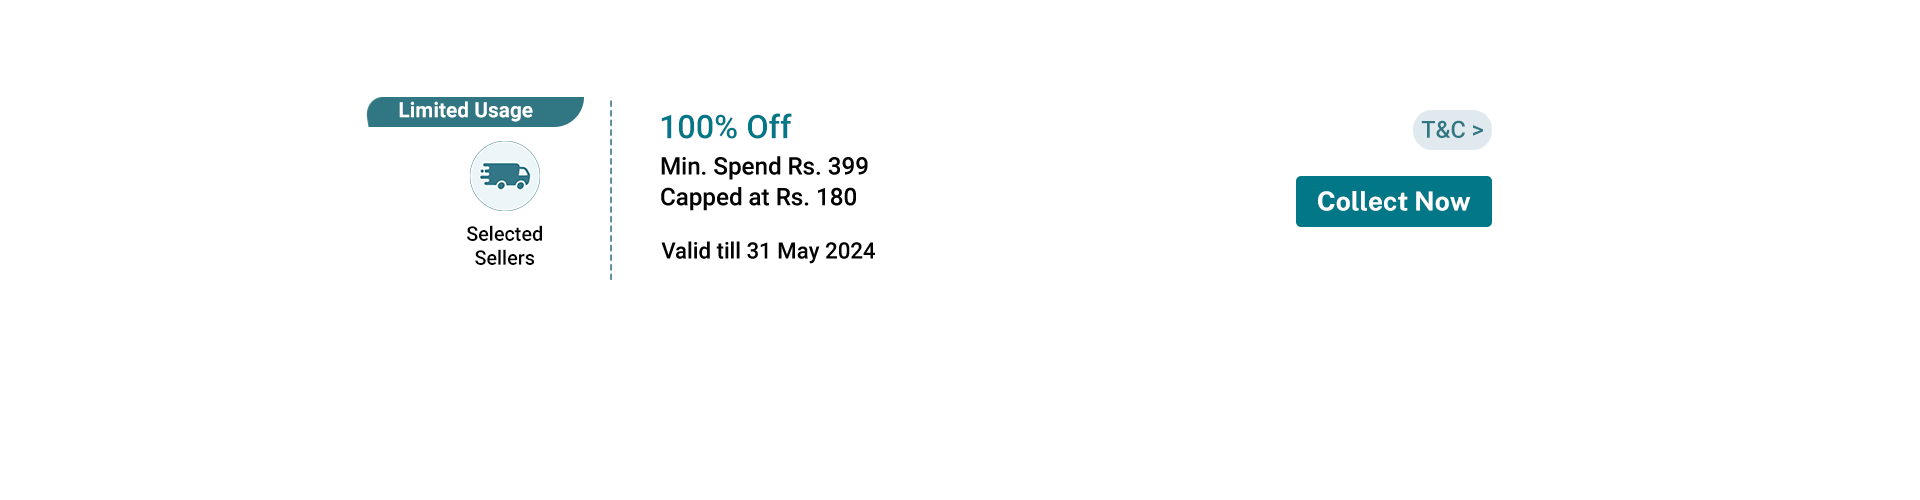 Limited Usage
Selected
Sellers
100% Off
Min. Spend Rs. 399
Capped at Rs. 180
Valid till 31 May 2024
T&C >
Collect Now